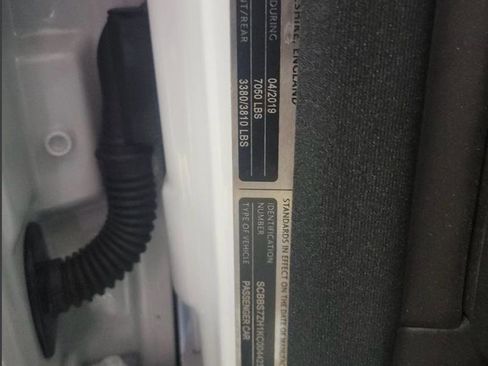 SHIRE, ENGLAND
DURING 04/2019
7050 LBS
NT/REAR 3380/3810 LBS
STANDARDS IN EFFECT ON THE DATE OF
IDENTIFICATION
NUMBER
TYPE OF VEHICLE PASSENGER CAR